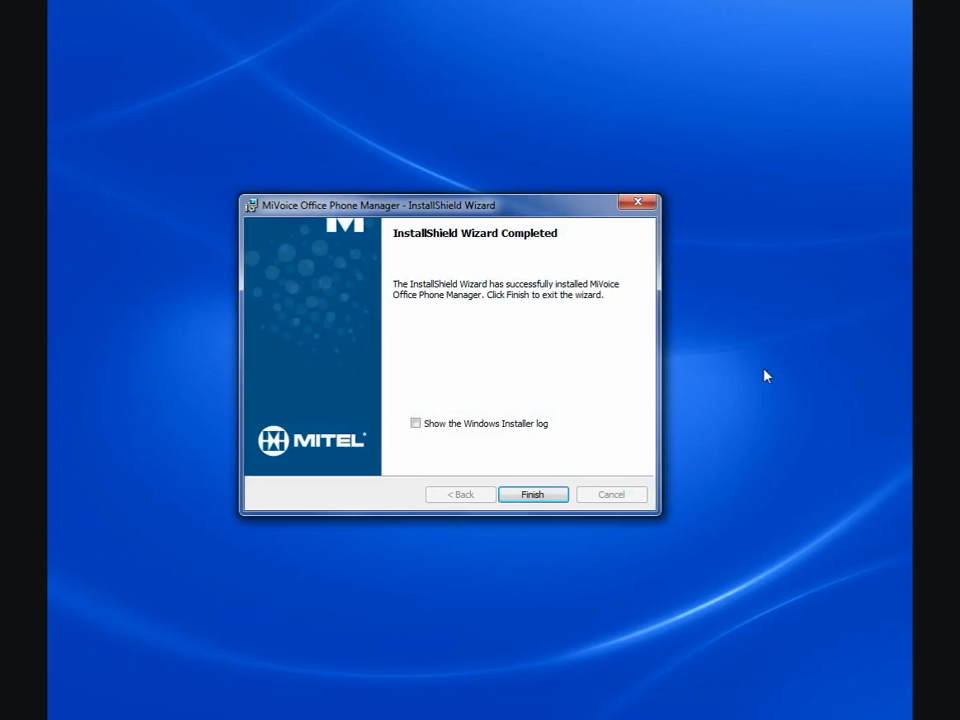 MiVoice Office Phone Manager - InstallShield Wizard
InstallShield Wizard Completed
The InstallShield Wizard has successfully installed MiVoice
Office Phone Manager. Click Finish to exit the wizard.
Show the Windows Installer log
MITEL
< Back
Finish
Cancel